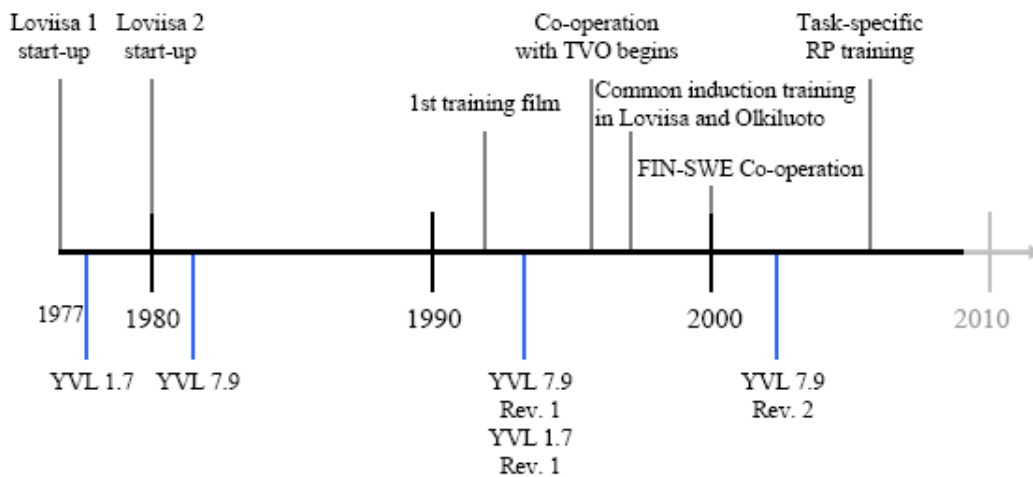 Loviisa 1
start-up
Loviisa 2
start-up
Co-operation
with TVO begins
Task-specific
RP training
1st training film
Common induction training
in Loviisa and Olkiluoto
FIN-SWE Co-operation
1977
1980
1990
2000
2010
YVL 1.7
YVL 7.9
YVL 7.9
Rev. 1
YVL 1.7
Rev. 1
YVL 7.9
Rev. 2